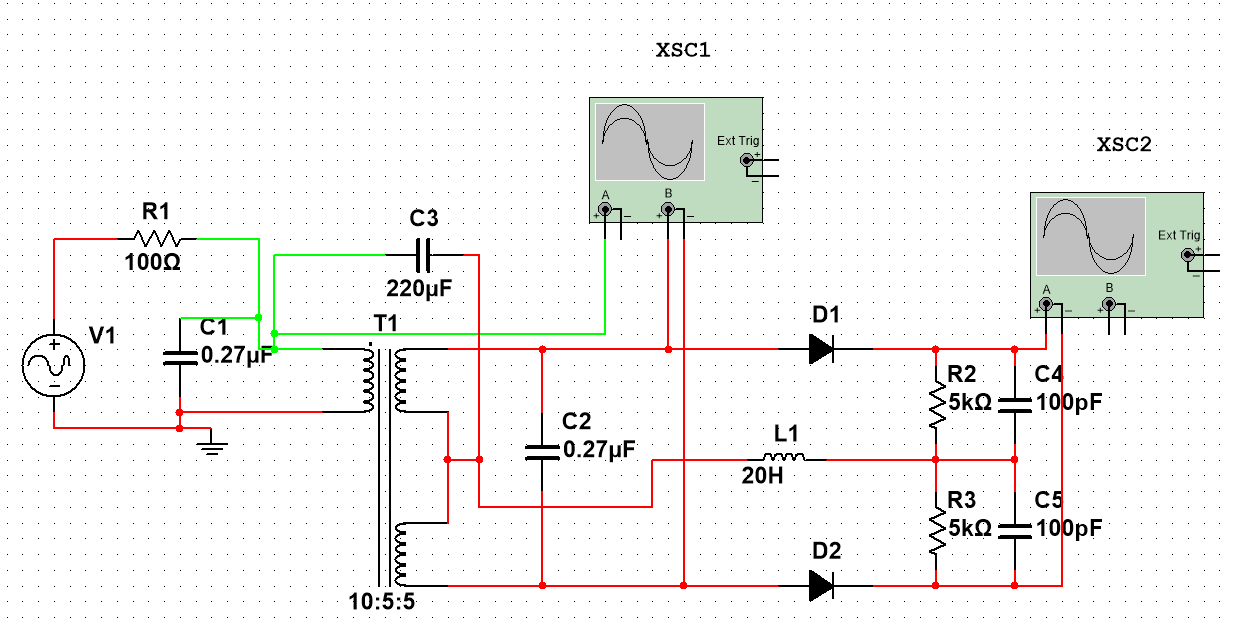 XSC1
Ext Trig
+
–
A
B
+
–
+
–
XSC2
Ext Trig
+
–
A
B
+
–
+
–
R1
100Ω
C3
220µF
V1
+
–
C1
0.27µF
T1
10:5:5
C2
0.27µF
D1
L1
20H
D2
R2
5kΩ
C4
100pF
R3
5kΩ
C5
100pF